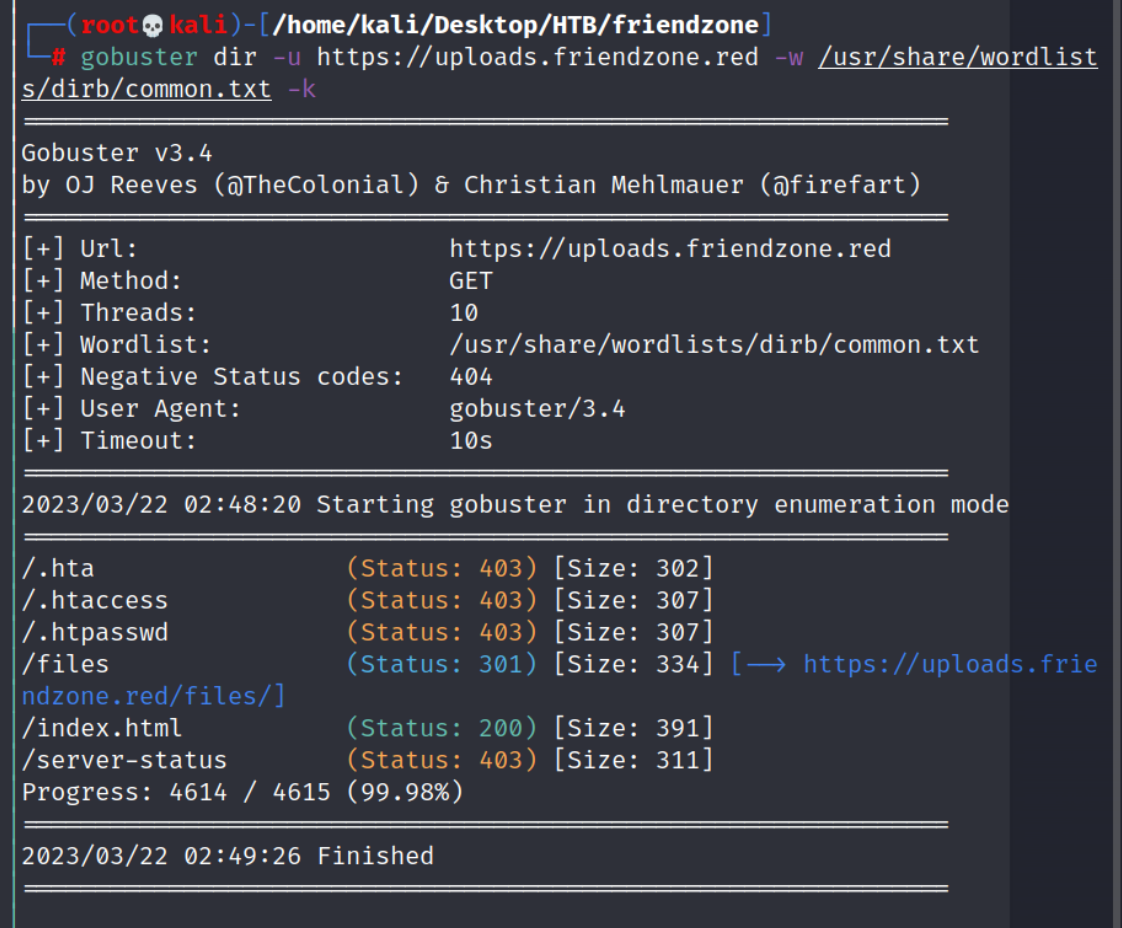 ┌──(root💀kali)-[/home/kali/Desktop/HTB/friendzone]
└─# gobuster dir -u https://uploads.friendzone.red -w /usr/share/wordlist
s/dirb/common.txt -k
===============================================================
Gobuster v3.4
by OJ Reeves (@TheColonial) & Christian Mehlmauer (@firefart)
===============================================================
[+] Url:                     https://uploads.friendzone.red
[+] Method:                  GET
[+] Threads:                 10
[+] Wordlist:                /usr/share/wordlists/dirb/common.txt
[+] Negative Status codes:   404
[+] User Agent:              gobuster/3.4
[+] Timeout:                 10s
===============================================================
2023/03/22 02:48:20 Starting gobuster in directory enumeration mode
===============================================================
/.hta                 (Status: 403) [Size: 302]
/.htaccess            (Status: 403) [Size: 307]
/.htpasswd            (Status: 403) [Size: 307]
/files                (Status: 301) [Size: 334] [--> https://uploads.frie
ndzone.red/files/]
/index.html           (Status: 200) [Size: 391]
/server-status        (Status: 403) [Size: 311]
Progress: 4614 / 4615 (99.98%)
===============================================================
2023/03/22 02:49:26 Finished
===============================================================